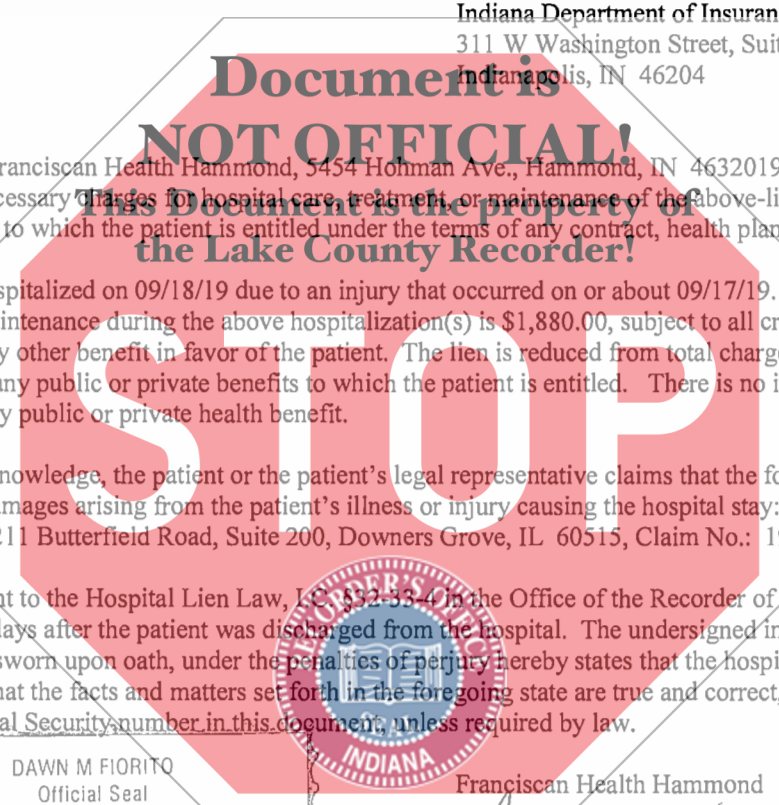 Indiana Department of Insuran
311 W Washington Street, Suit
Indianapolis, IN 46204
Document is
NOT OFFICIAL!
ranciscan Health Hammond, 5454 Hohman Ave., Hammond, IN 4632019
cessary charges for hospital care, treatment, or maintenance of the above-li
This Document is the property of
to which the patient is entitled under the terms of any contract, health plan
the Lake County Recorder!
spitalized on 09/18/19 due to an injury that occurred on or about 09/17/19.
intenance during the above hospitalization(s) is $1,880.00, subject to all cr
y other benefit in favor of the patient. The lien is reduced from total charge
any public or private benefits to which the patient is entitled. There is no i
y public or private health benefit.
STOP
nowledge, the patient or the patient's legal representative claims that the fo
mages arising from the patient's illness or injury causing the hospital stay:
211 Butterfield Road, Suite 200, Downers Grove, IL 60515, Claim No.: 19
nt to the Hospital Lien Law, I.C. §32-33-4 in the Office of the Recorder of
days after the patient was discharged from the hospital. The undersigned in
sworn upon oath, under the penalties of perjury hereby states that the hospi
hat the facts and matters set forth in the foregoing state are true and correct.
al Security number in this document, unless required by law.
RECORDER'S OFFICE
SEAL
INDIANA
DAWN M FIORITO
Official Seal
Franciscan Health Hammond